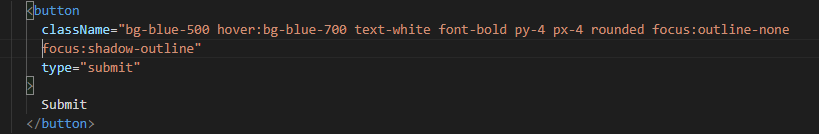 <button
className="bg-blue-500 hover:bg-blue-700 text-white font-bold py-4 px-4 rounded focus:outline-none
focus:shadow-outline"
type="submit"
>
Submit
</button>